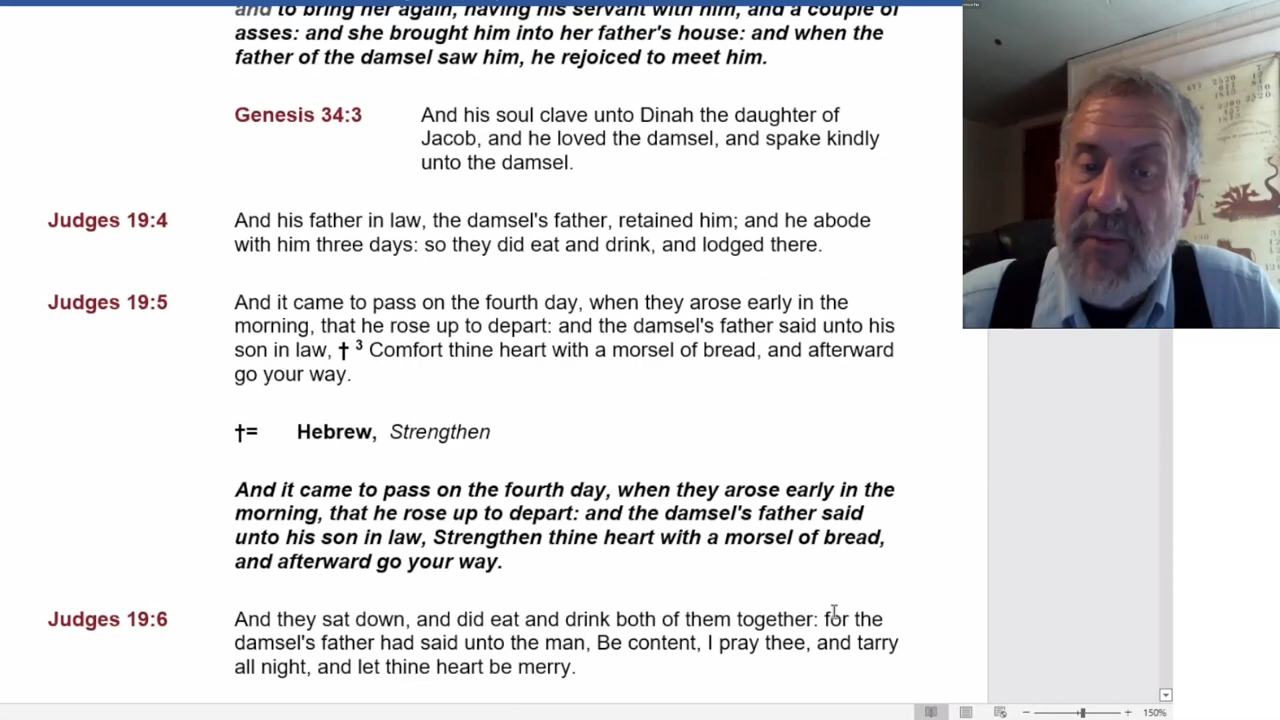 and to bring her again, having his servant with him, and a couple of
asses: and she brought him into her father's house: and when the
father of the damsel saw him, he rejoiced to meet him.
Genesis 34:3 And his soul clave unto Dinah the daughter of
Jacob, and he loved the damsel, and spake kindly
unto the damsel.
Judges 19:4 And his father in law, the damsel's father, retained him; and he abode
with him three days: so they did eat and drink, and lodged there.
Judges 19:5 And it came to pass on the fourth day, when they arose early in the
morning, that he rose up to depart: and the damsel's father said unto his
son in law, † 3 Comfort thine heart with a morsel of bread, and afterward
go your way.
†= Hebrew, Strengthen
And it came to pass on the fourth day, when they arose early in the
morning, that he rose up to depart: and the damsel's father said
unto his son in law, Strengthen thine heart with a morsel of bread,
and afterward go your way.
Judges 19:6 And they sat down, and did eat and drink both of them together: for the
damsel's father had said unto the man, Be content, I pray thee, and tarry
all night, and let thine heart be merry.
150%